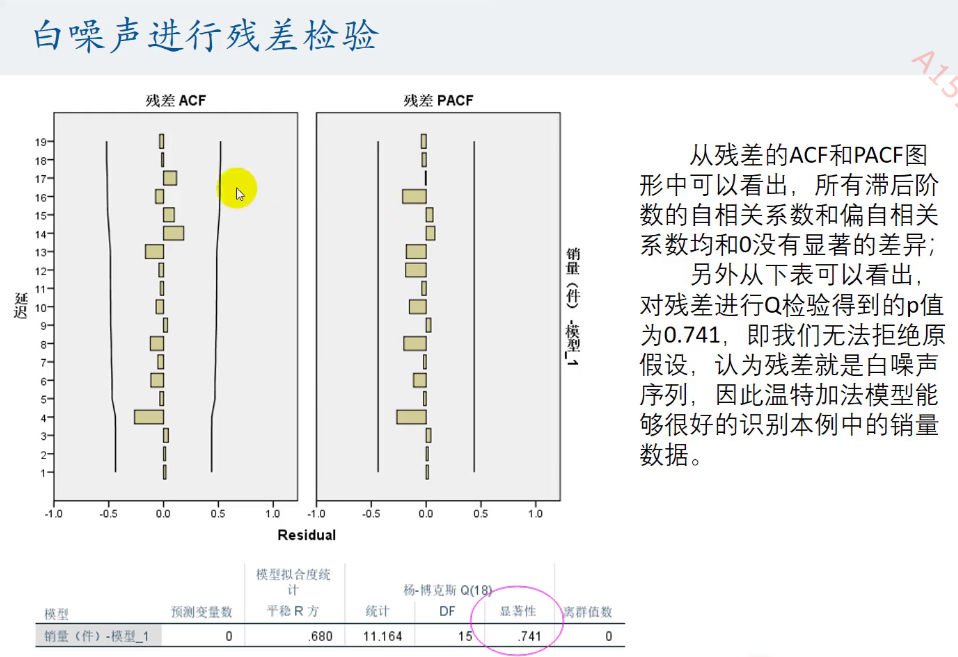 白噪声进行残差检验
A15
残差 ACF
残差 PACF
延迟
19
18
17
16
15
14
13
12
11
10
9
8
7
6
5
4
3
2
1
-1.0 -0.5 0.0 0.5 1.0
-1.0 -0.5 0.0 0.5 1.0
Residual
销量（件）-模型_1
从残差的ACF和PACF图
形中可以看出，所有滞后阶
数的自相关系数和偏自相关
系数均和0没有显著的差异；
另外从下表可以看出，
对残差进行Q检验得到的p值
为0.741，即我们无法拒绝原
假设，认为残差就是白噪声
序列，因此温特加法模型能
够很好的识别本例中的销量
数据。
模型拟合度统
计
杨-博克斯 Q(18)
模型 预测变量数 平稳 R 方 统计 DF 显著性 离群值数
销量（件）-模型_1 0 .680 11.164 15 .741 0